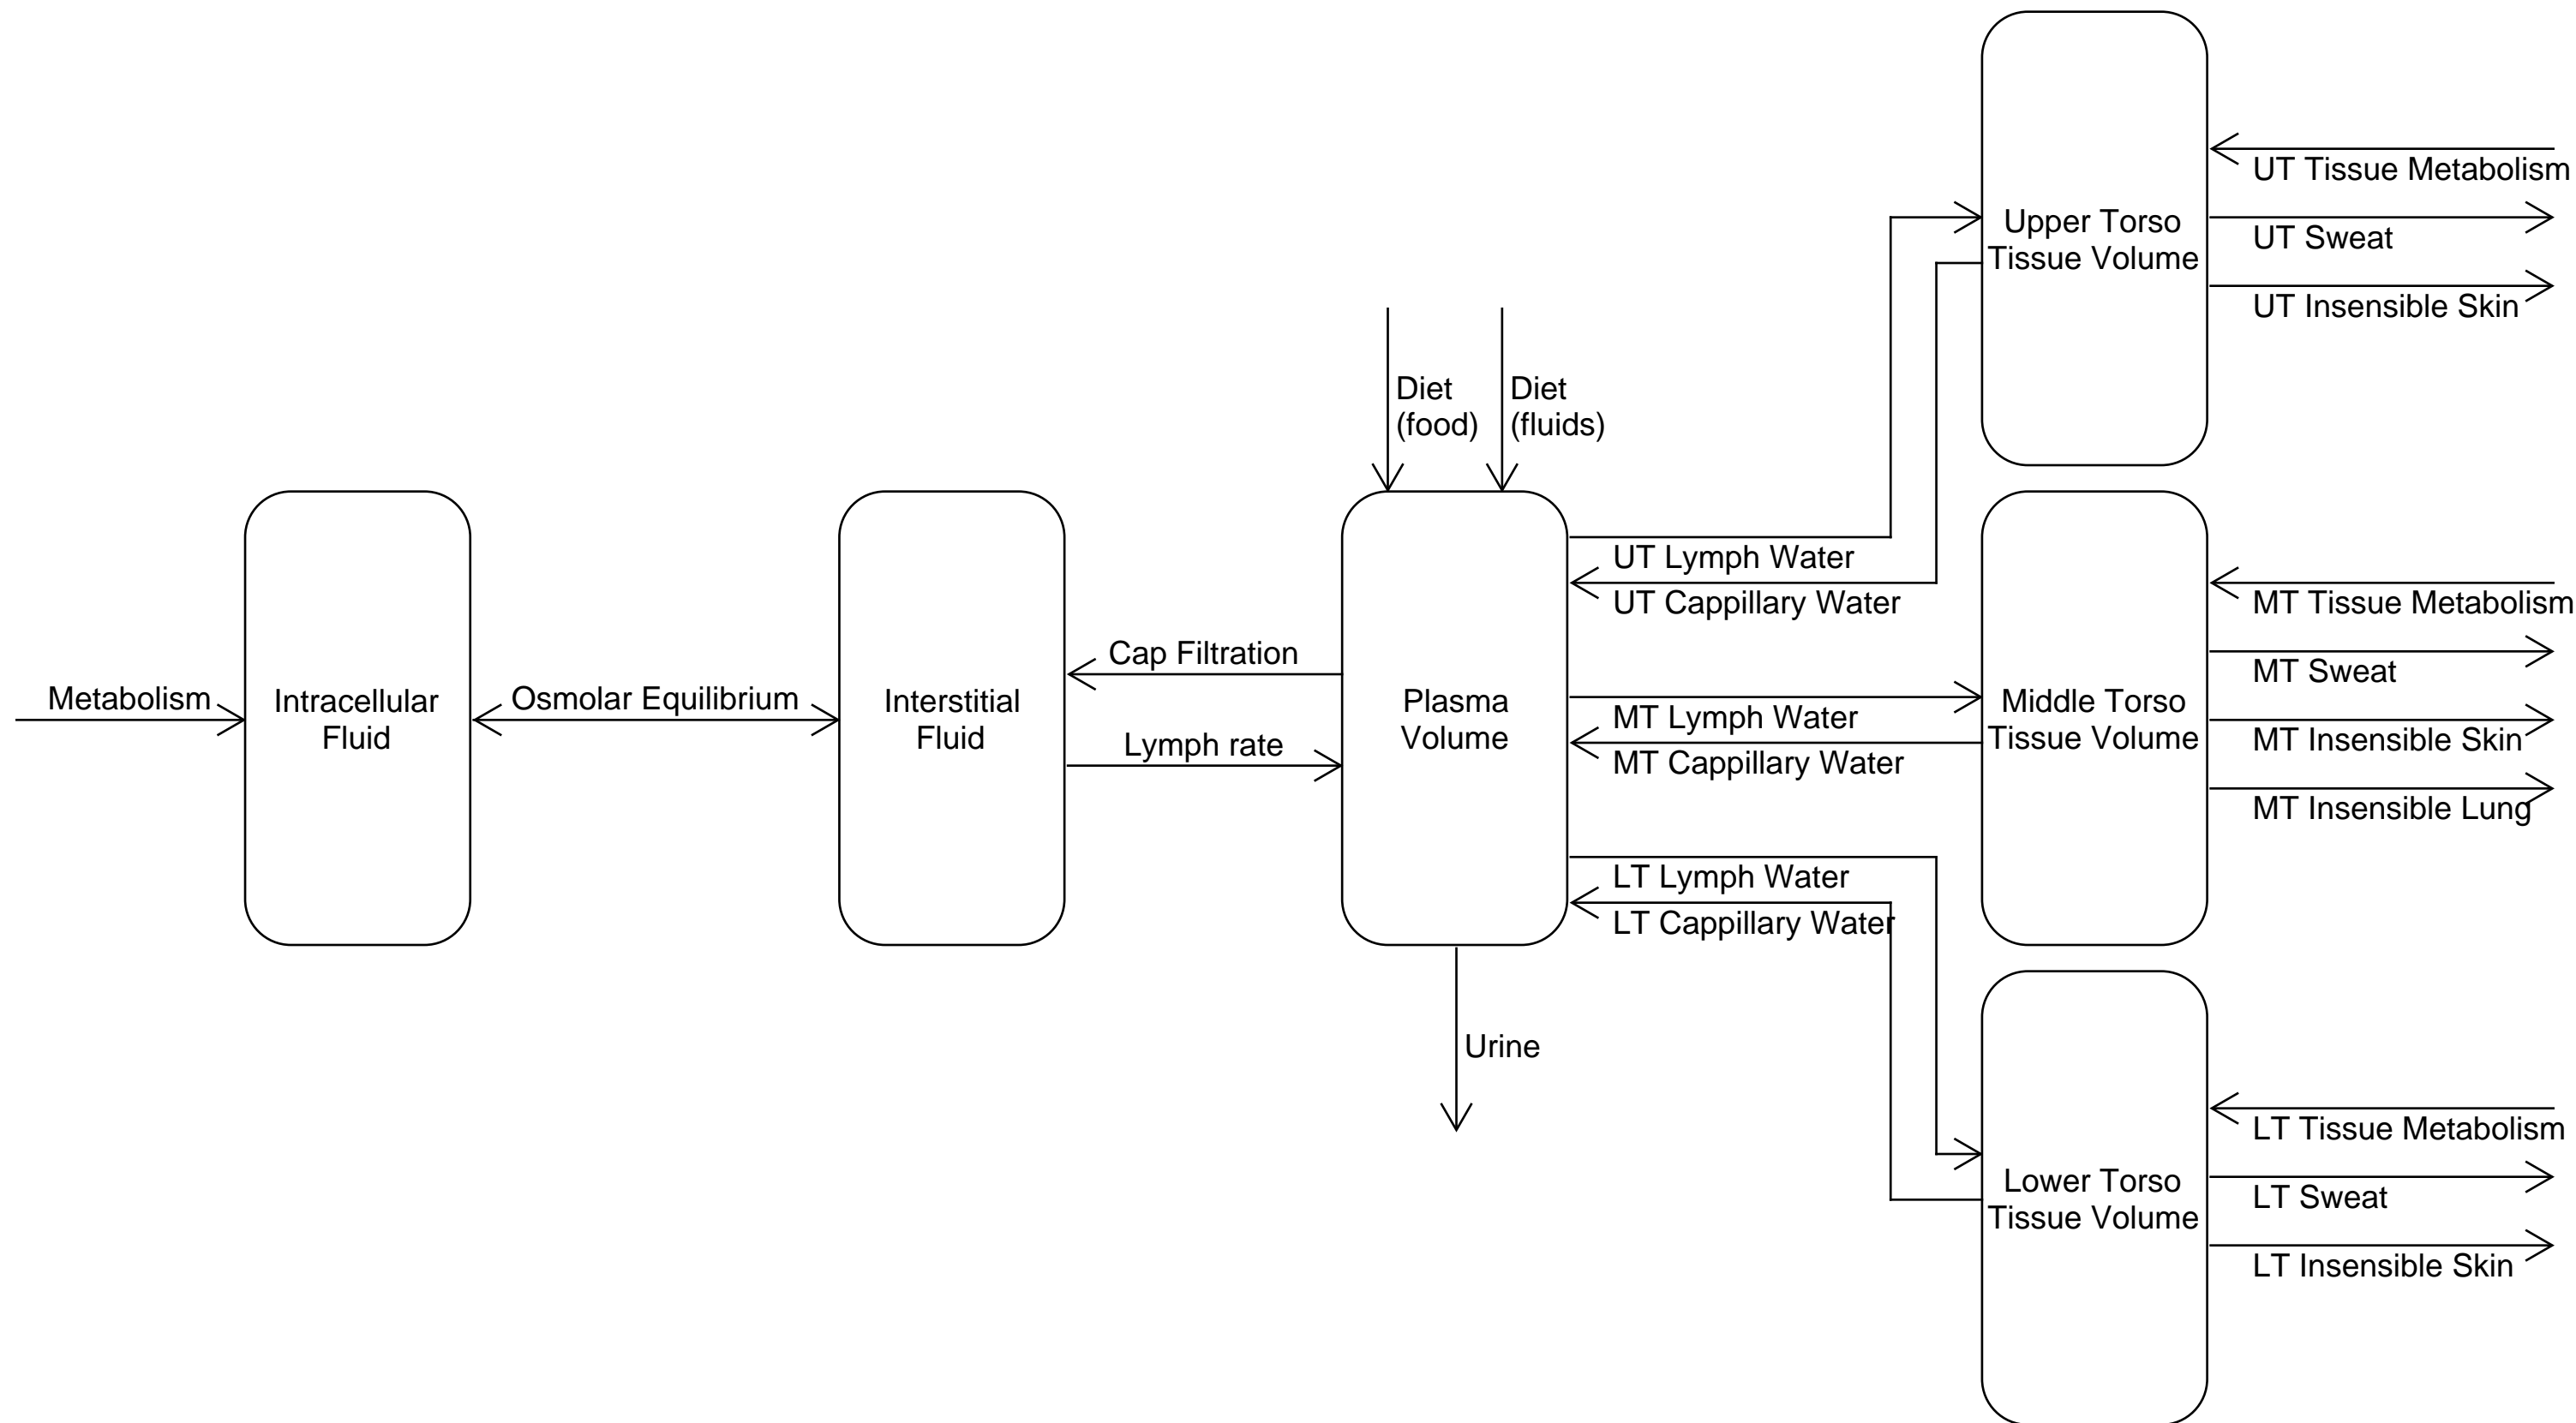 Metabolism
Intracellular
Fluid
Osmolar Equilibrium
Interstitial
Fluid
Cap Filtration
Lymph rate
Diet
(food)
Diet
(fluids)
Plasma
Volume
Urine
UT Lymph Water
UT Cappillary Water
MT Lymph Water
MT Cappillary Water
LT Lymph Water
LT Cappillary Water
Upper Torso
Tissue Volume
UT Tissue Metabolism
UT Sweat
UT Insensible Skin
Middle Torso
Tissue Volume
MT Tissue Metabolism
MT Sweat
MT Insensible Skin
MT Insensible Lung
Lower Torso
Tissue Volume
LT Tissue Metabolism
LT Sweat
LT Insensible Skin